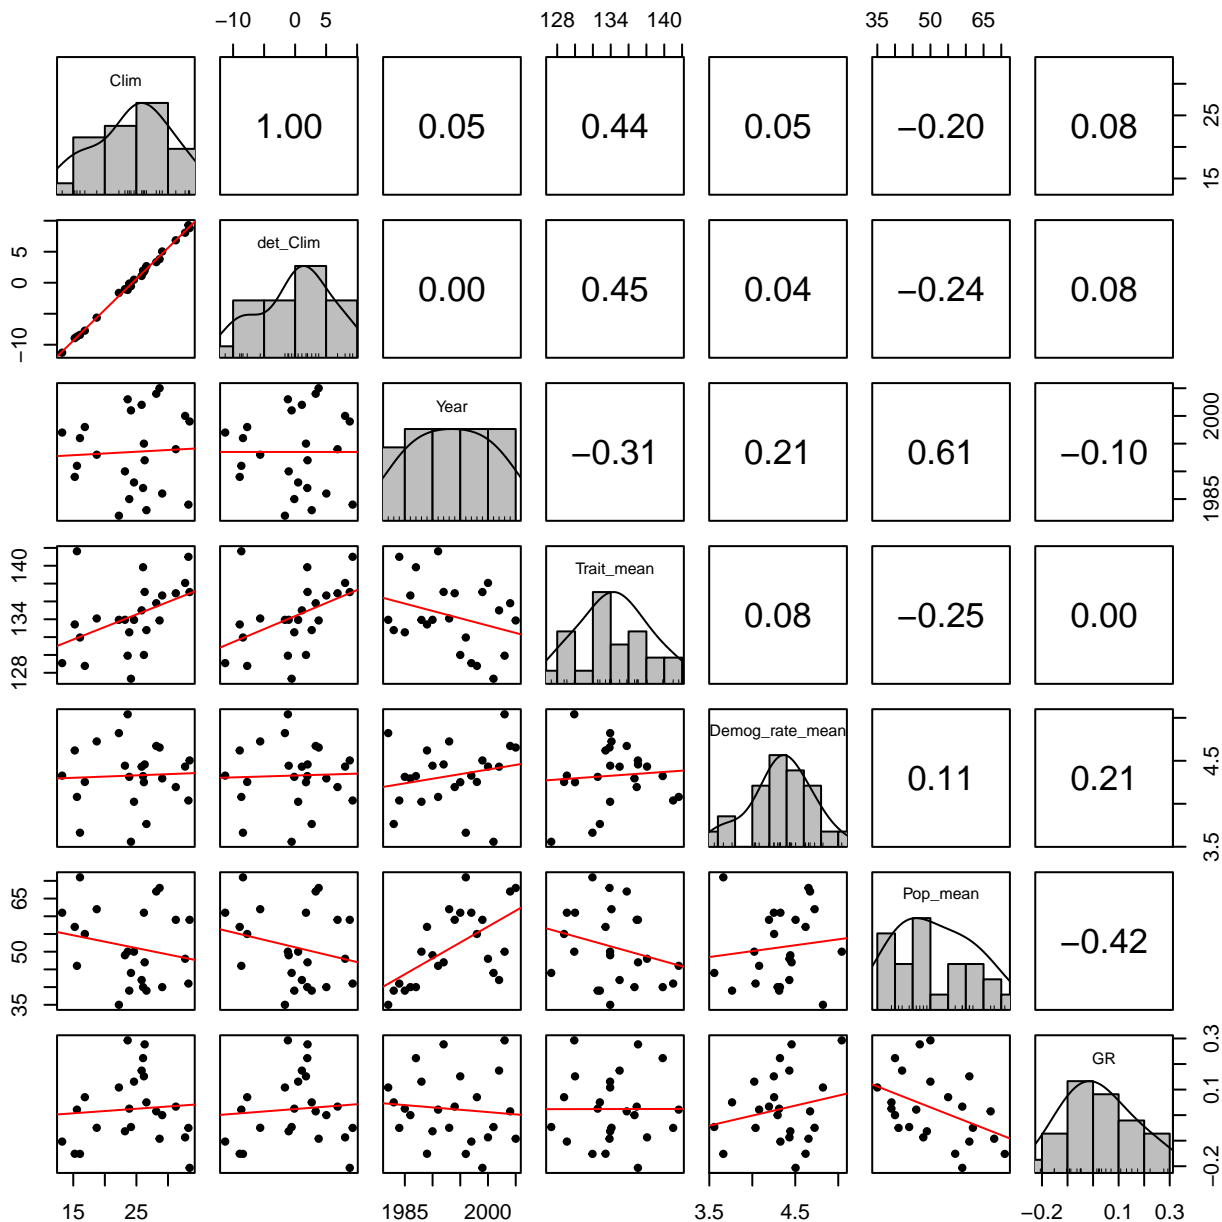 −10 0 5 128 134 140 35 50 65
Clim
1.00 0.05 0.44 0.05 −0.20 0.08
15 25
−10 0 5
det_Clim
0.00 0.45 0.04 −0.24 0.08
Year
−0.31 0.21 0.61 −0.10
1985 2000
128 134 140
Trait_mean
0.08 −0.25 0.00
Demog_rate_mean
0.11 0.21
3.5 4.5
35 50 65
Pop_mean
−0.42
GR
−0.2 0.1 0.3
15 25 1985 2000 3.5 4.5 −0.2 0.1 0.3